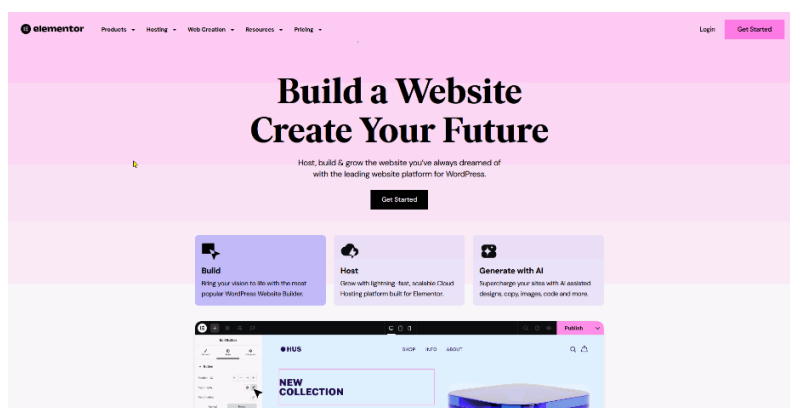 elementor Products Hosting Web Creation Resources Pricing Login Get Started
Build a Website
Create Your Future
Host, build & grow the website you've always dreamed of
with the leading website platform for WordPress.
Get Started
Build
Bring your vision to life with the most
popular WordPress Website Builder.
Host
Grow with lightning-fast, scalable Cloud
Hosting platform built for Elementor.
Generate with AI
Supercharge your sites with AI assisted
designs, copy, images, code and more.
Publish
HUS SHOP INFO ABOUT
NEW
COLLECTION